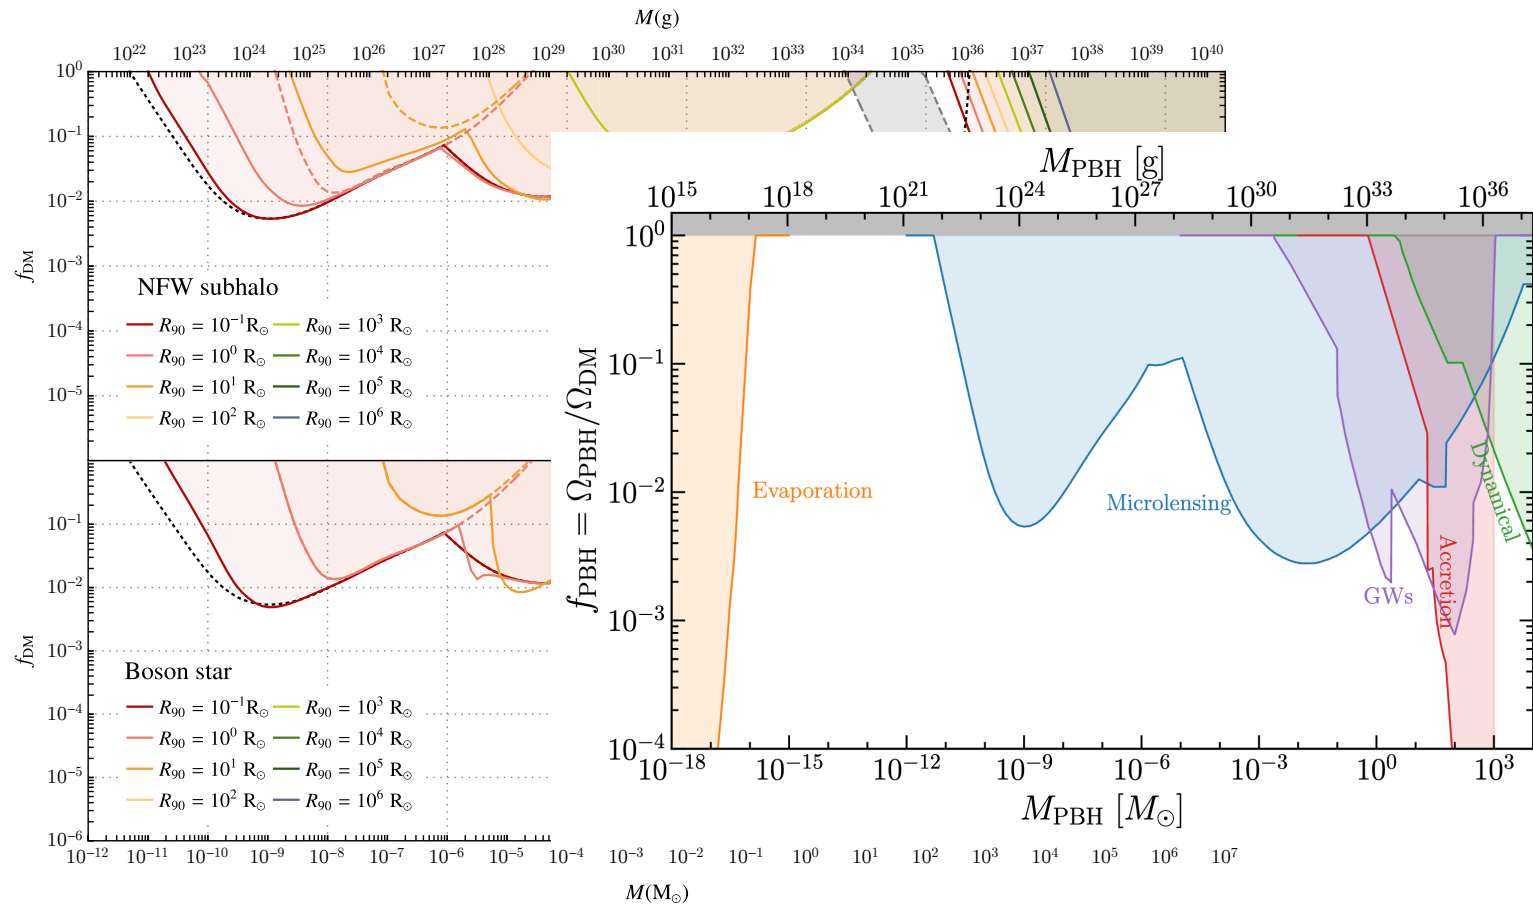 M(g)
10^22 10^23 10^24 10^25 10^26 10^27 10^28 10^29 10^30 10^31 10^32 10^33 10^34 10^35 10^36 10^37 10^38 10^39 10^40
10^0
10^−1
10^−2
10^−3
10^−4
10^−5
f_DM
NFW subhalo
R_90 = 10^−1 R_⊙ R_90 = 10^3 R_⊙
R_90 = 10^0 R_⊙ R_90 = 10^4 R_⊙
R_90 = 10^1 R_⊙ R_90 = 10^5 R_⊙
R_90 = 10^2 R_⊙ R_90 = 10^6 R_⊙
10^−1
10^−2
10^−3
10^−4
10^−5
10^−6
f_DM
Boson star
R_90 = 10^−1 R_⊙ R_90 = 10^3 R_⊙
R_90 = 10^0 R_⊙ R_90 = 10^4 R_⊙
R_90 = 10^1 R_⊙ R_90 = 10^5 R_⊙
R_90 = 10^2 R_⊙ R_90 = 10^6 R_⊙
10^−12 10^−11 10^−10 10^−9 10^−8 10^−7 10^−6 10^−5 10^−4 10^−3 10^−2 10^−1 10^0 10^1 10^2 10^3 10^4 10^5 10^6 10^7
M(M_⊙)
M_PBH [g]
10^15 10^18 10^21 10^24 10^27 10^30 10^33 10^36
10^0
10^−1
10^−2
10^−3
10^−4
f_PBH = Ω_PBH/Ω_DM
Evaporation
Microlensing
GWs
Accretion
Dynamical
10^−18 10^−15 10^−12 10^−9 10^−6 10^−3 10^0 10^3
M_PBH [M_⊙]